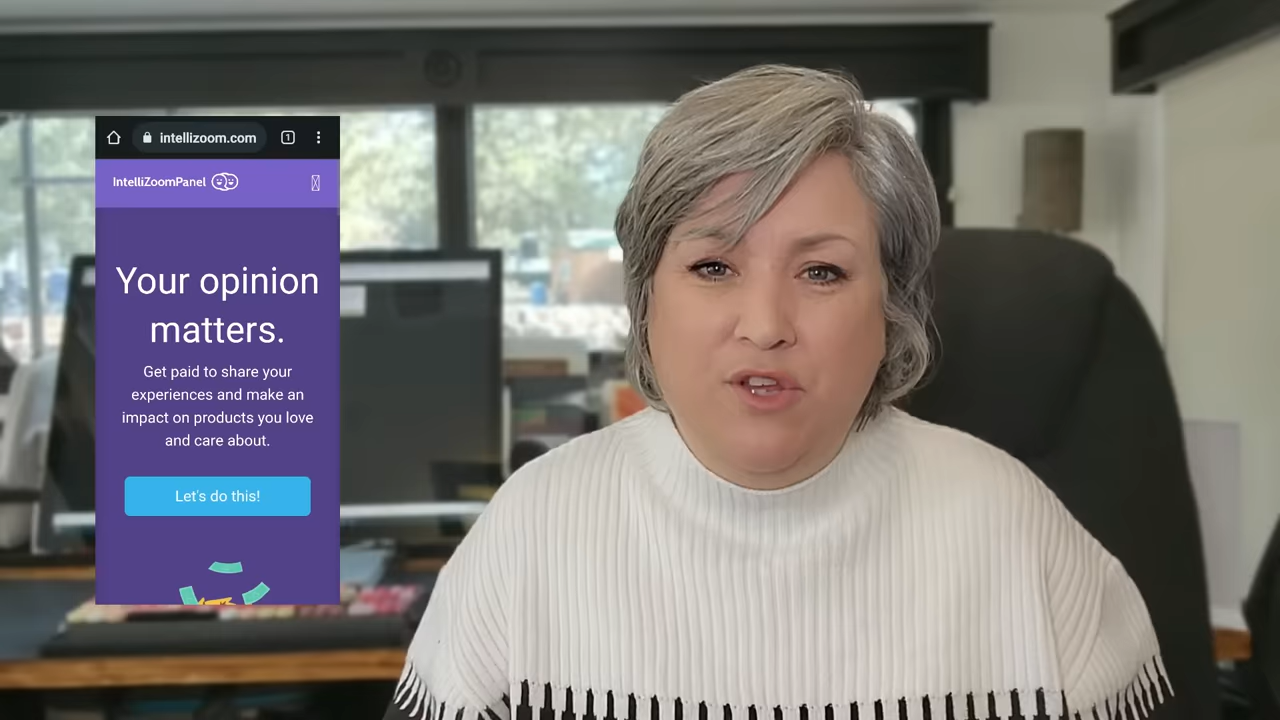 intellizoom.com
1
IntelliZoomPanel
Your opinion
matters.
Get paid to share your
experiences and make an
impact on products you love
and care about.
Let's do this!